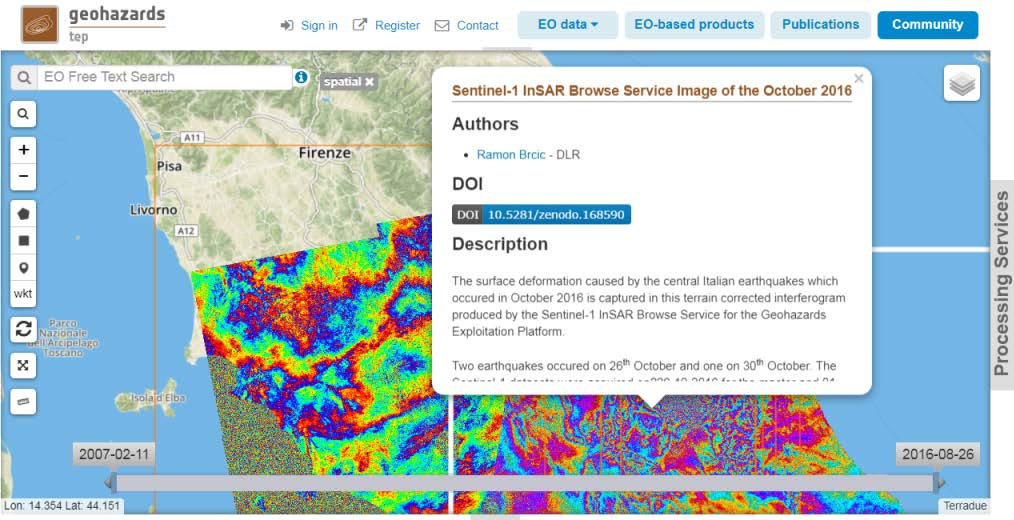 geohazards
tep
Sign in
Register
Contact
EO data
EO-based products
Publications
Community
EO Free Text Search
spatial ✖
Sentinel-1 InSAR Browse Service Image of the October 2016
Authors
• Ramon Brcic - DLR
DOI
DOI 10.5281/zenodo.168590
Description
The surface deformation caused by the central Italian earthquakes which
occured in October 2016 is captured in this terrain corrected interferogram
produced by the Sentinel-1 InSAR Browse Service for the Geohazards
Exploitation Platform.
Two earthquakes occured on 26th October and one on 30th October. The
A11
Firenze
Pisa
Livorno
A12
wkt
Parco
Nazionale
dell'Arcipelago
Toscano
Isola d'Elba
Processing Services
2007-02-11
2016-08-26
Lon: 14.354 Lat: 44.151
Terradue